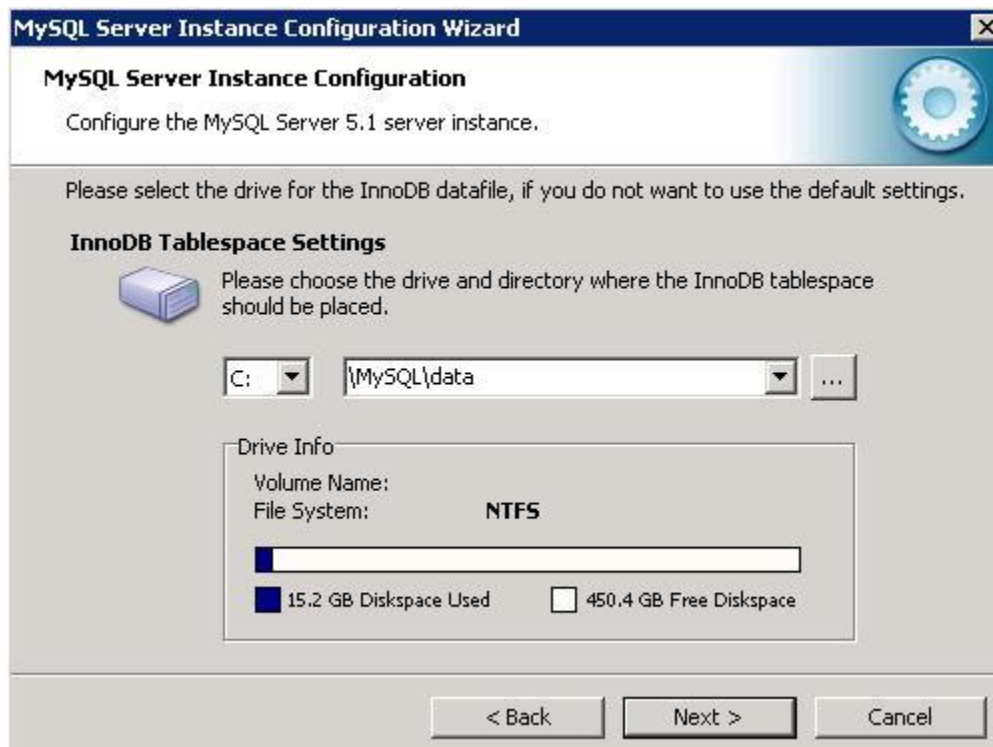 MySQL Server Instance Configuration Wizard
MySQL Server Instance Configuration
Configure the MySQL Server 5.1 server instance.
Please select the drive for the InnoDB datafile, if you do not want to use the default settings.
InnoDB Tablespace Settings
Please choose the drive and directory where the InnoDB tablespace
should be placed.
C: \MySQL\data ...
Drive Info
Volume Name:
File System: NTFS
15.2 GB Diskspace Used 450.4 GB Free Diskspace
< Back Next > Cancel